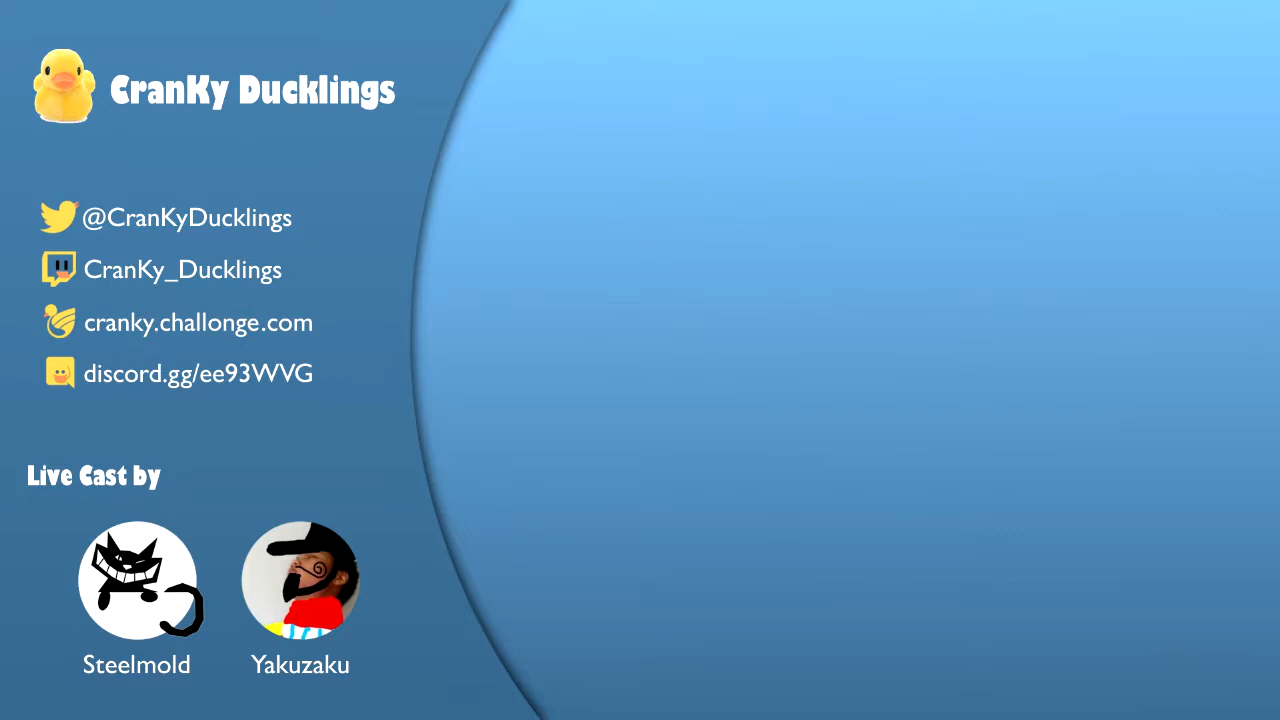 CranKy Ducklings
@CranKyDucklings
CranKy_Ducklings
cranky.challonge.com
discord.gg/ee93WVG
Live Cast by
Steelmold
Yakuzaku